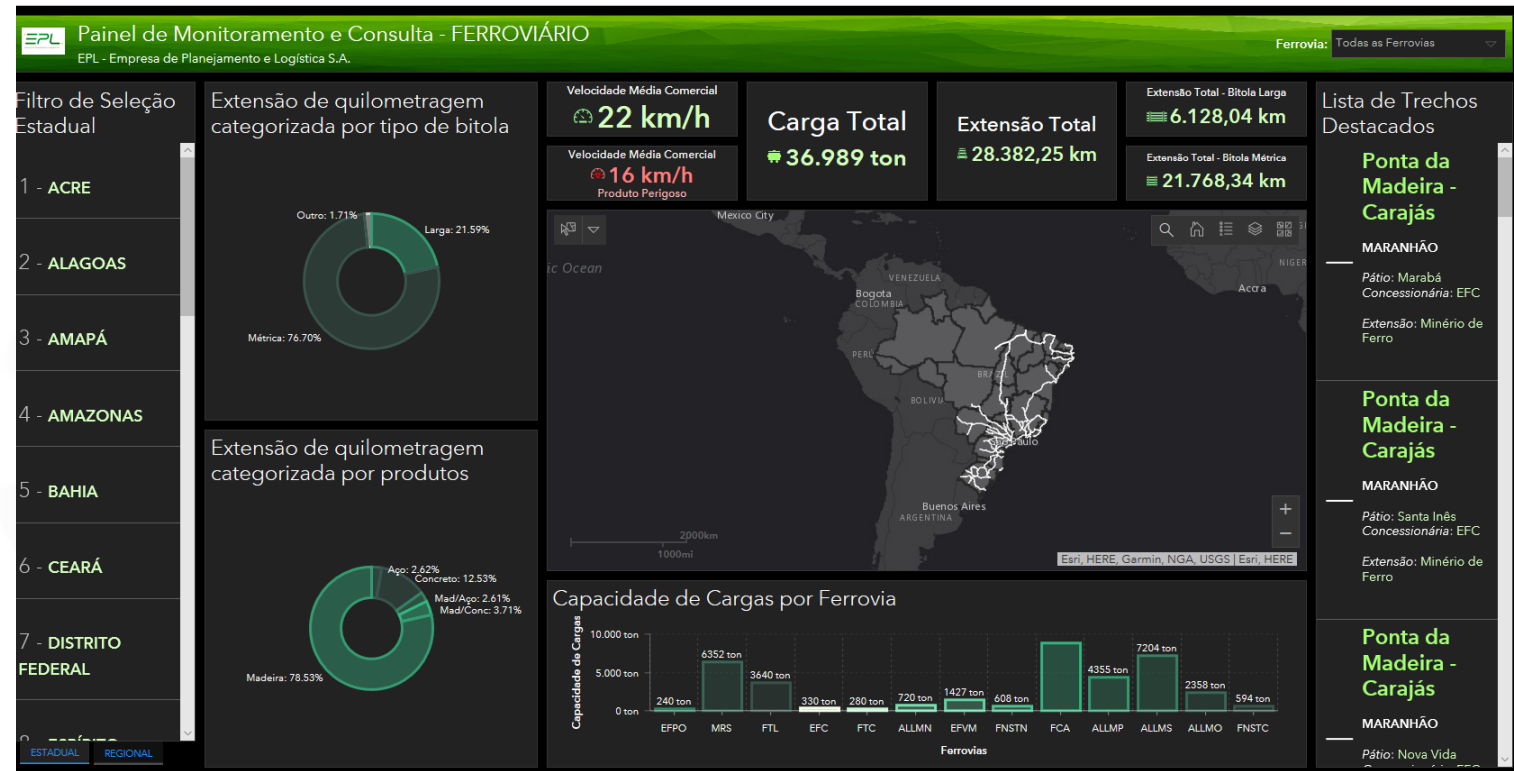 EPL
Painel de Monitoramento e Consulta - FERROVIÁRIO
EPL - Empresa de Planejamento e Logística S.A.
Ferrovia: Todas as Ferrovias
Filtro de Seleção
Estadual
1 - ACRE
2 - ALAGOAS
3 - AMAPÁ
4 - AMAZONAS
5 - BAHIA
6 - CEARÁ
7 - DISTRITO
FEDERAL
ESTADUAL
REGIONAL
Extensão de quilometragem
categorizada por tipo de bitola
Outro: 1.71%
Larga: 21.59%
Métrica: 76.70%
Extensão de quilometragem
categorizada por produtos
Aço: 2.62%
Concreto: 12.53%
Mad/Aço: 2.61%
Mad/Conc: 3.71%
Madeira: 78.53%
Velocidade Média Comercial
22 km/h
Velocidade Média Comercial
16 km/h
Produto Perigoso
Carga Total
36.989 ton
Extensão Total
28.382,25 km
Extensão Total - Bitola Larga
6.128,04 km
Extensão Total - Bitola Métrica
21.768,34 km
Mexico City
ic Ocean
VENEZUELA
Bogota
COLOMBIA
NIGER
Accra
PERÚ
BRAZIL
BOLIVIA
Paulo
Buenos Aires
ARGENTINA
2000km
1000mi
+
−
Esri, HERE, Garmin, NGA, USGS | Esri, HERE
Capacidade de Cargas por Ferrovia
Capacidade de Cargas
10.000 ton
5.000 ton
0 ton
240 ton
6352 ton
3640 ton
330 ton
280 ton
720 ton
1427 ton
608 ton
4355 ton
7204 ton
2358 ton
594 ton
EFPO MRS FTL EFC FTC ALLMN EFVM FNSTN FCA ALLMP ALLMS ALLMO FNSTC
Ferrovias
Lista de Trechos
Destacados
Ponta da
Madeira -
Carajás
MARANHÃO
Pátio: Marabá
Concessionária: EFC
Extensão: Minério de
Ferro
Ponta da
Madeira -
Carajás
MARANHÃO
Pátio: Santa Inês
Concessionária: EFC
Extensão: Minério de
Ferro
Ponta da
Madeira -
Carajás
MARANHÃO
Pátio: Nova Vida